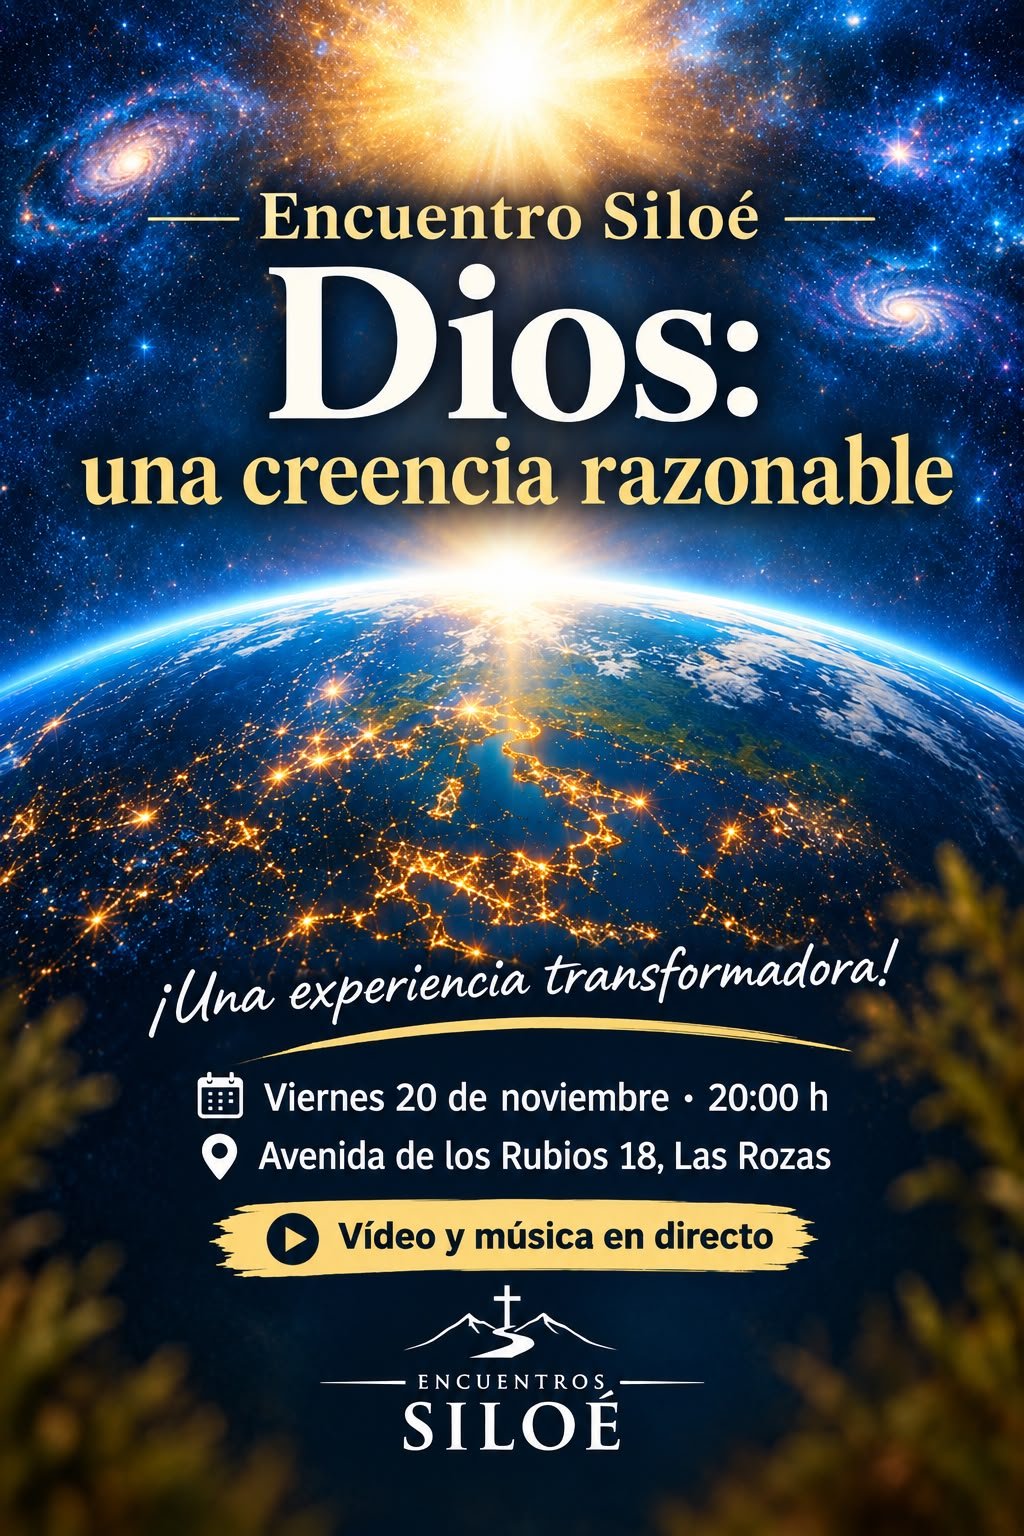 Encuentro Siloé
Dios:
una creencia razonable
¡Una experiencia transformadora!
Viernes 20 de noviembre · 20:00 h
Avenida de los Rubios 18, Las Rozas
Vídeo y música en directo
ENCUENTROS
SILOÉ